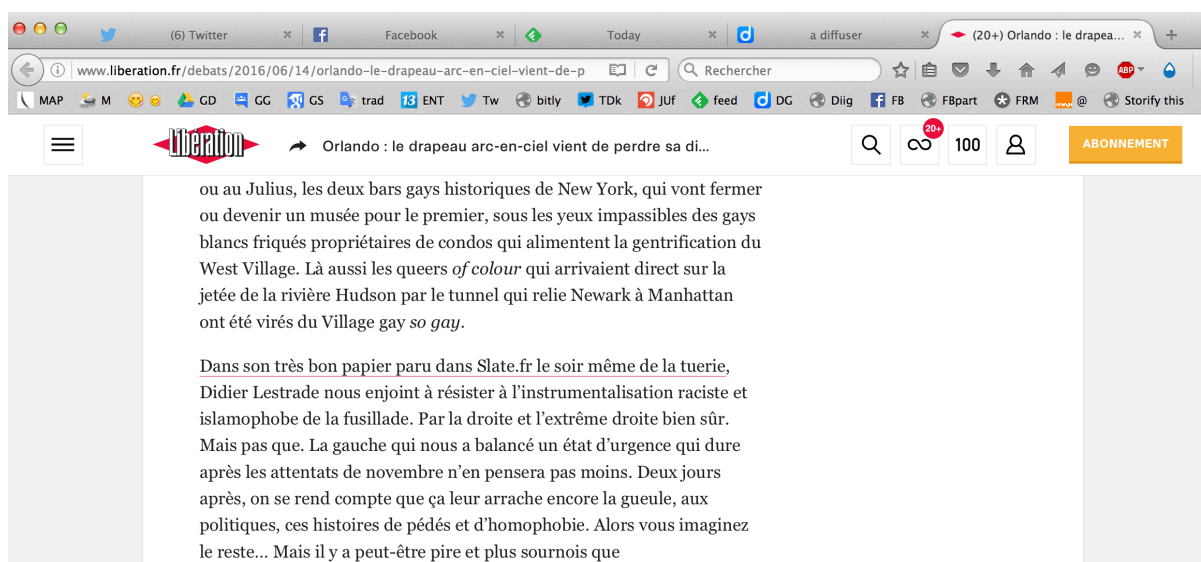 (6) Twitter × Facebook × Today × a diffuser × (20+) Orlando : le drapea... × +
www.liberation.fr/debats/2016/06/14/orlando-le-drapeau-arc-en-ciel-vient-de-p Rechercher ABP
MAP M GD GG GS trad 13 ENT Tw bitly TDk JUf feed DG Diig FB FBpart FRM @ Storify this
Libération Orlando : le drapeau arc-en-ciel vient de perdre sa di... 20+ 100 ABONNEMENT
ou au Julius, les deux bars gays historiques de New York, qui vont fermer
ou devenir un musée pour le premier, sous les yeux impassibles des gays
blancs friqués propriétaires de condos qui alimentent la gentrification du
West Village. Là aussi les queers of colour qui arrivaient direct sur la
jetée de la rivière Hudson par le tunnel qui relie Newark à Manhattan
ont été virés du Village gay so gay.
Dans son très bon papier paru dans Slate.fr le soir même de la tuerie,
Didier Lestrade nous enjoint à résister à l'instrumentalisation raciste et
islamophobe de la fusillade. Par la droite et l'extrême droite bien sûr.
Mais pas que. La gauche qui nous a balancé un état d'urgence qui dure
après les attentats de novembre n'en pensera pas moins. Deux jours
après, on se rend compte que ça leur arrache encore la gueule, aux
politiques, ces histoires de pédés et d'homophobie. Alors vous imaginez
le reste... Mais il y a peut-être pire et plus sournois que